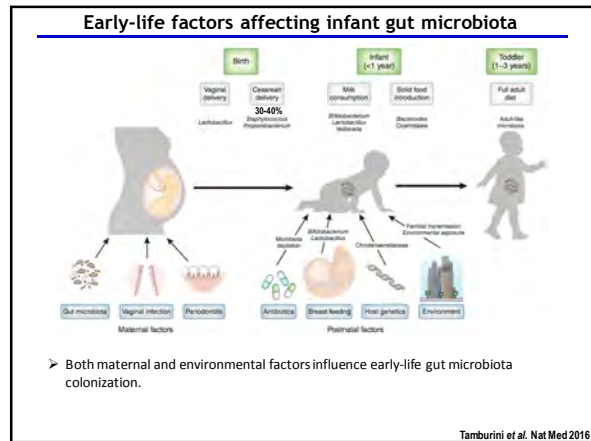 Early-life factors affecting infant gut microbiota
Birth
Infant
(<1 year)
Toddler
(1–3 years)
Vaginal
delivery
Cesarean
delivery
Milk
consumption
Solid food
introduction
Full adult
diet
30-40%
Lactobacillus
Staphylococcus
Propionibacterium
Bifidobacterium
Lactobacillus
Veillonella
Bacteroides
Adult-like
microbiota
Microbiota
depletion
Bifidobacterium
Lactobacillus
Christensenellaceae
Familial transmission
Environmental exposure
Gut microbiota
Vaginal infection
Periodontitis
Antibiotics
Breast-feeding
Host genetics
Environment
Maternal factors
Postnatal factors
➢ Both maternal and environmental factors influence early-life gut microbiota
colonization.
Tamburini et al. Nat Med 2016